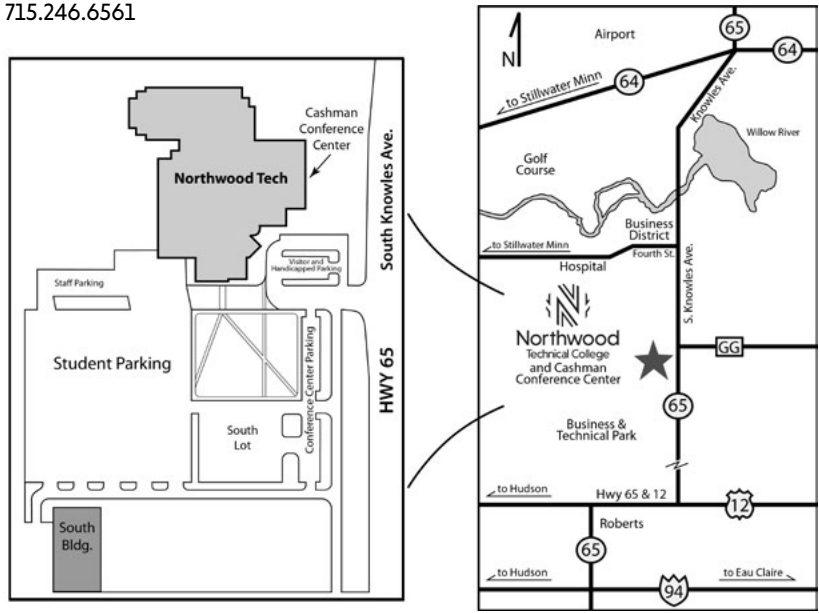 715.246.6561
Cashman
Conference
Center
Northwood Tech
South Knowles Ave.
HWY 65
Visitor and
Handicapped Parking
Staff Parking
Student Parking
Conference Center Parking
South
Lot
South
Bldg.
N
Airport
65
64
to Stillwater Minn
64
Knowles Ave.
Willow River
Golf
Course
Business
District
to Stillwater Minn
Fourth St.
Hospital
S. Knowles Ave.
N
Northwood
Technical College
and Cashman
Conference Center
GG
65
Business &
Technical Park
to Hudson
Hwy 65 & 12
12
Roberts
65
to Hudson
94
to Eau Claire